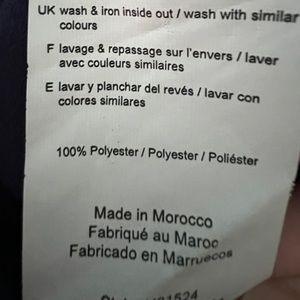 UK wash & iron inside out / wash with similar
colours
F lavage & repassage sur l'envers / laver
avec couleurs similaires
E lavar y planchar del revés / lavar con
colores similares
100% Polyester / Polyester / Poliéster
Made in Morocco
Fabriqué au Maroc
Fabricado en Marruecos